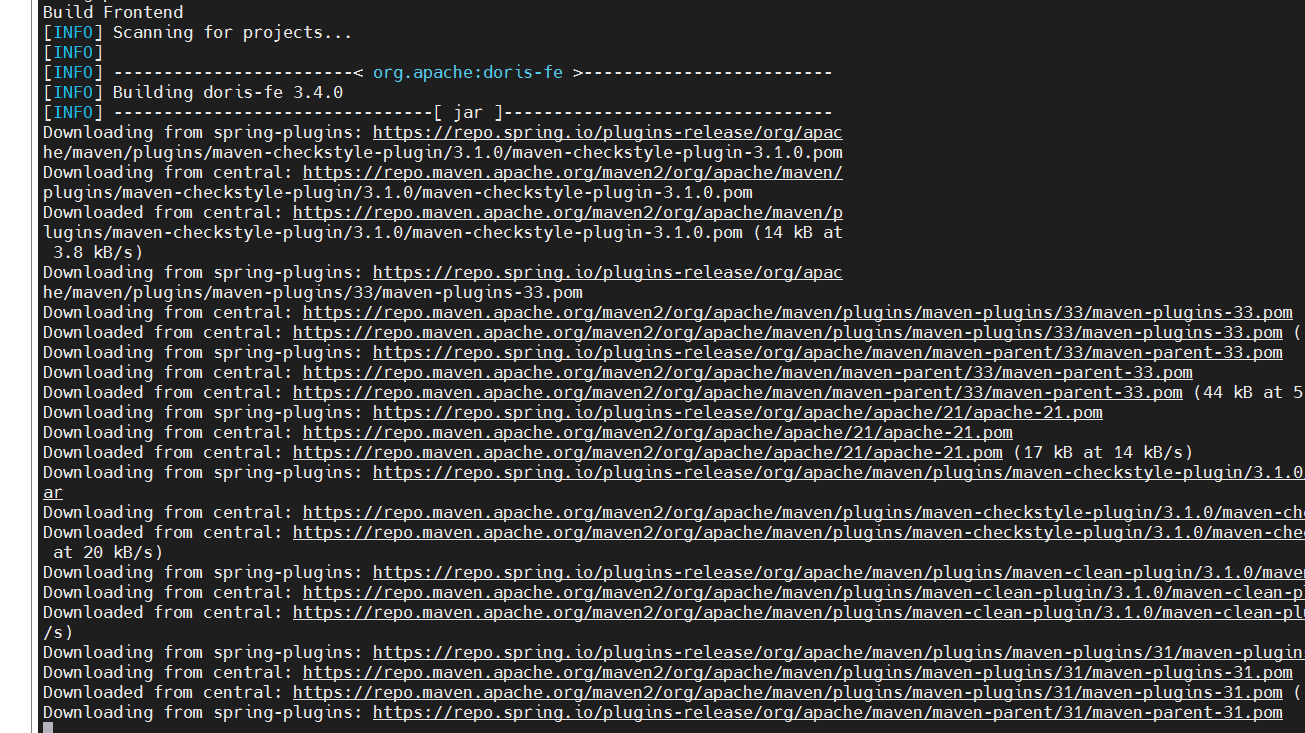 Build Frontend
[INFO] Scanning for projects...
[INFO]
[INFO] ------------------------< org.apache:doris-fe >-------------------------
[INFO] Building doris-fe 3.4.0
[INFO] --------------------------------[ jar ]---------------------------------
Downloading from spring-plugins: https://repo.spring.io/plugins-release/org/apac
he/maven/plugins/maven-checkstyle-plugin/3.1.0/maven-checkstyle-plugin-3.1.0.pom
Downloading from central: https://repo.maven.apache.org/maven2/org/apache/maven/
plugins/maven-checkstyle-plugin/3.1.0/maven-checkstyle-plugin-3.1.0.pom
Downloaded from central: https://repo.maven.apache.org/maven2/org/apache/maven/p
lugins/maven-checkstyle-plugin/3.1.0/maven-checkstyle-plugin-3.1.0.pom (14 kB at
3.8 kB/s)
Downloading from spring-plugins: https://repo.spring.io/plugins-release/org/apac
he/maven/plugins/maven-plugins/33/maven-plugins-33.pom
Downloading from central: https://repo.maven.apache.org/maven2/org/apache/maven/plugins/maven-plugins/33/maven-plugins-33.pom
Downloaded from central: https://repo.maven.apache.org/maven2/org/apache/maven/plugins/maven-plugins/33/maven-plugins-33.pom (
Downloading from spring-plugins: https://repo.spring.io/plugins-release/org/apache/maven/maven-parent/33/maven-parent-33.pom
Downloading from central: https://repo.maven.apache.org/maven2/org/apache/maven/maven-parent/33/maven-parent-33.pom
Downloaded from central: https://repo.maven.apache.org/maven2/org/apache/maven/maven-parent/33/maven-parent-33.pom (44 kB at 5
Downloading from spring-plugins: https://repo.spring.io/plugins-release/org/apache/apache/21/apache-21.pom
Downloading from central: https://repo.maven.apache.org/maven2/org/apache/apache/21/apache-21.pom
Downloaded from central: https://repo.maven.apache.org/maven2/org/apache/apache/21/apache-21.pom (17 kB at 14 kB/s)
Downloading from spring-plugins: https://repo.spring.io/plugins-release/org/apache/maven/plugins/maven-checkstyle-plugin/3.1.0
ar
Downloading from central: https://repo.maven.apache.org/maven2/org/apache/maven/plugins/maven-checkstyle-plugin/3.1.0/maven-ch
Downloaded from central: https://repo.maven.apache.org/maven2/org/apache/maven/plugins/maven-checkstyle-plugin/3.1.0/maven-che
at 20 kB/s)
Downloading from spring-plugins: https://repo.spring.io/plugins-release/org/apache/maven/plugins/maven-clean-plugin/3.1.0/maven
Downloading from central: https://repo.maven.apache.org/maven2/org/apache/maven/plugins/maven-clean-plugin/3.1.0/maven-clean-p
Downloaded from central: https://repo.maven.apache.org/maven2/org/apache/maven/plugins/maven-clean-plugin/3.1.0/maven-clean-plu
/s)
Downloading from spring-plugins: https://repo.spring.io/plugins-release/org/apache/maven/plugins/maven-plugins/31/maven-plugins
Downloading from central: https://repo.maven.apache.org/maven2/org/apache/maven/plugins/maven-plugins/31/maven-plugins-31.pom
Downloaded from central: https://repo.maven.apache.org/maven2/org/apache/maven/plugins/maven-plugins/31/maven-plugins-31.pom (
Downloading from spring-plugins: https://repo.spring.io/plugins-release/org/apache/maven/maven-parent/31/maven-parent-31.pom